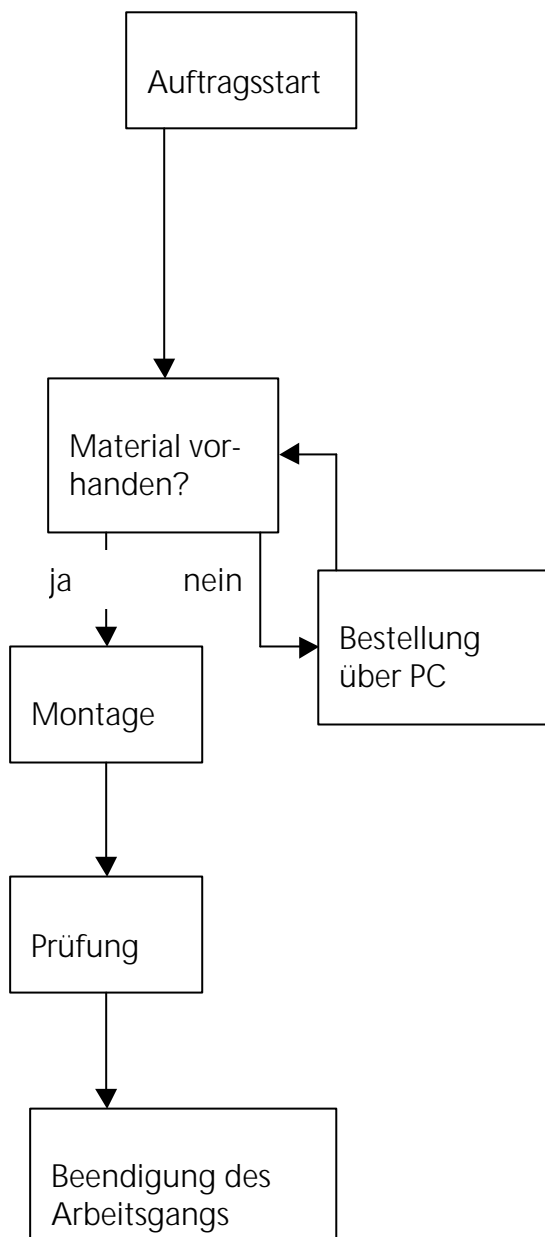 Auftragsstart
Material vor-
handen?
ja
nein
Bestellung
über PC
Montage
Prüfung
Beendigung des
Arbeitsgangs